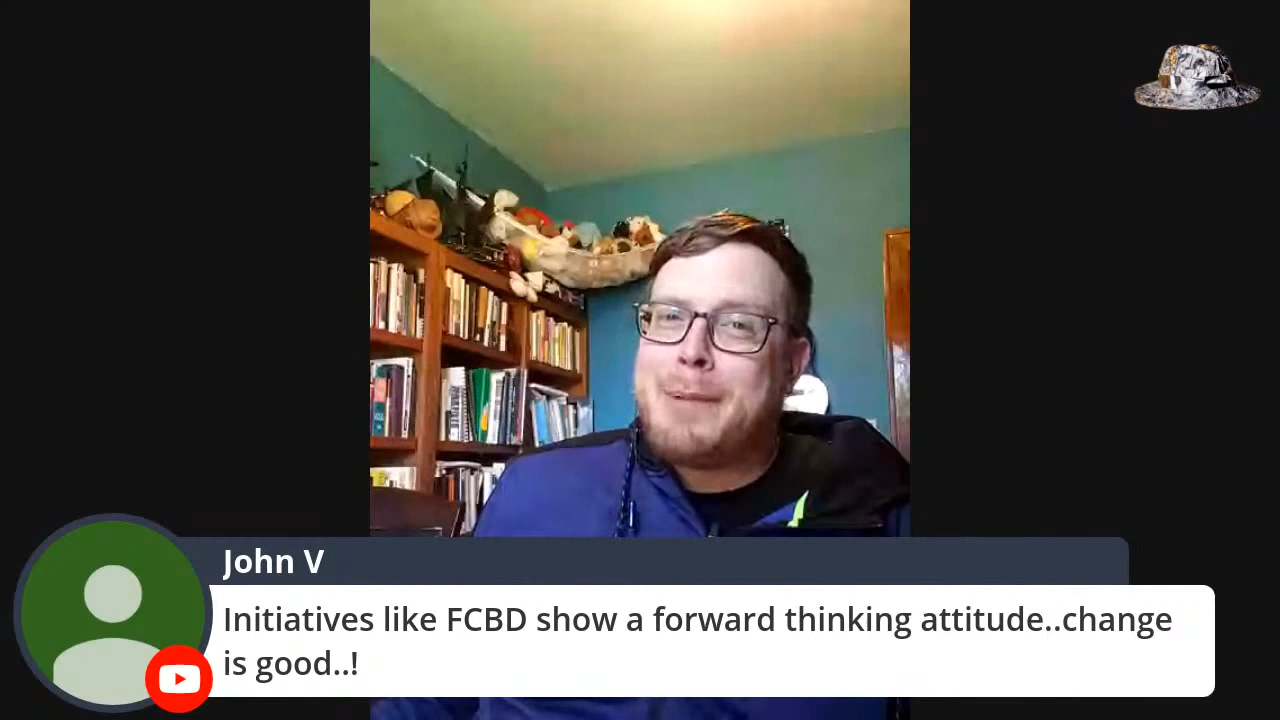 John V
Initiatives like FCBD show a forward thinking attitude..change
is good..!